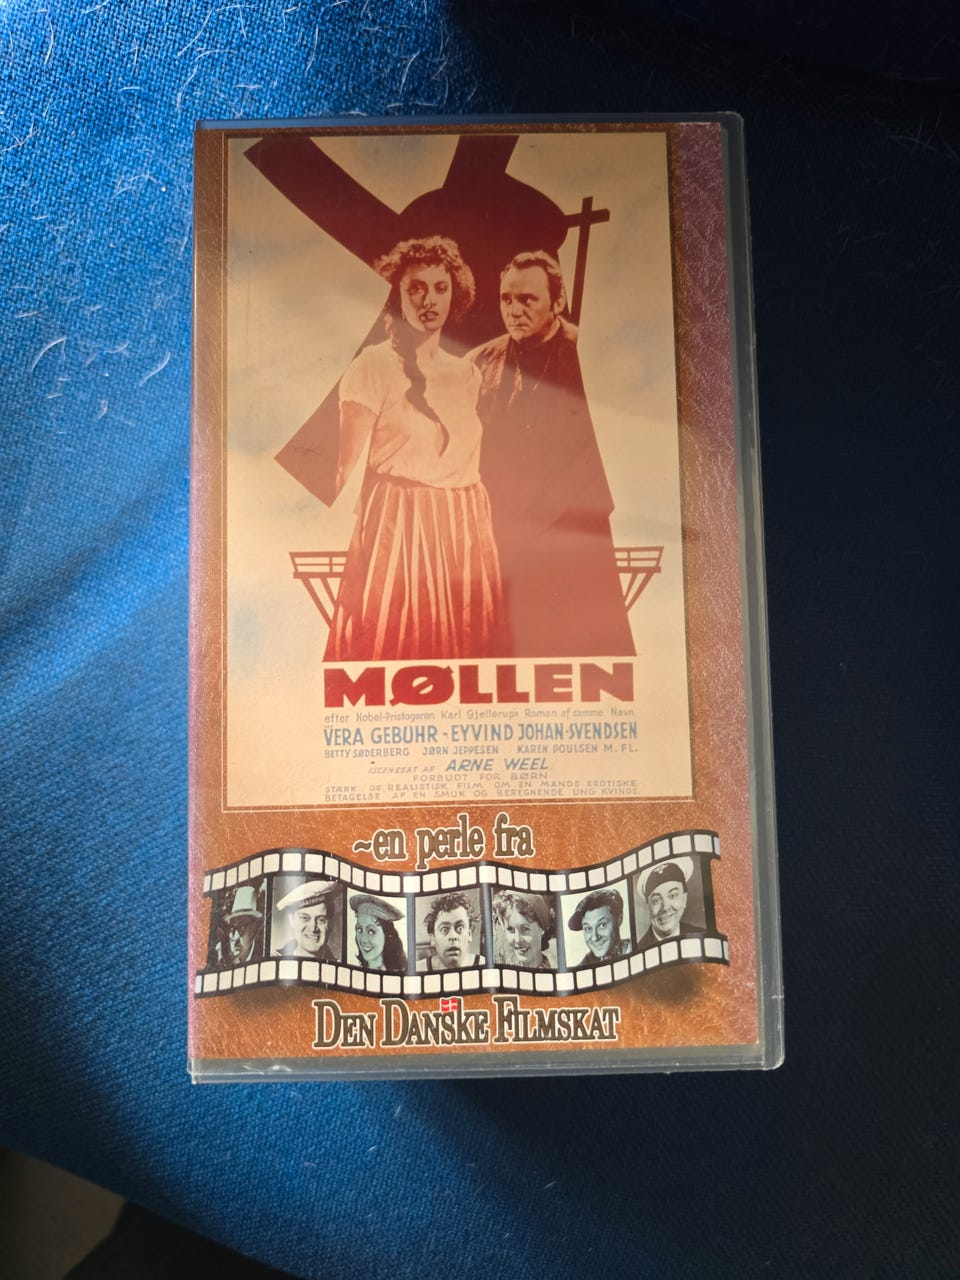 MØLLEN
efter Nobel-Pristageren Karl Gjellerup's Roman af samme Navn.
VERA GEBUHR - EYVIND JOHAN-SVENDSEN
BETTY SØDERBERG JØRN JEPPESEN KAREN POULSEN M. FL.
ISCENESAT AF ARNE WEEL
FORBUDT FOR BØRN
STÆRK OG REALISTISK FILM OM EN MANDS EROTISKE
BETAGELSE AF EN SMUK OG BEREGNENDE UNG KVINDE.
~en perle fra
DEN DANSKE FILMSKAT